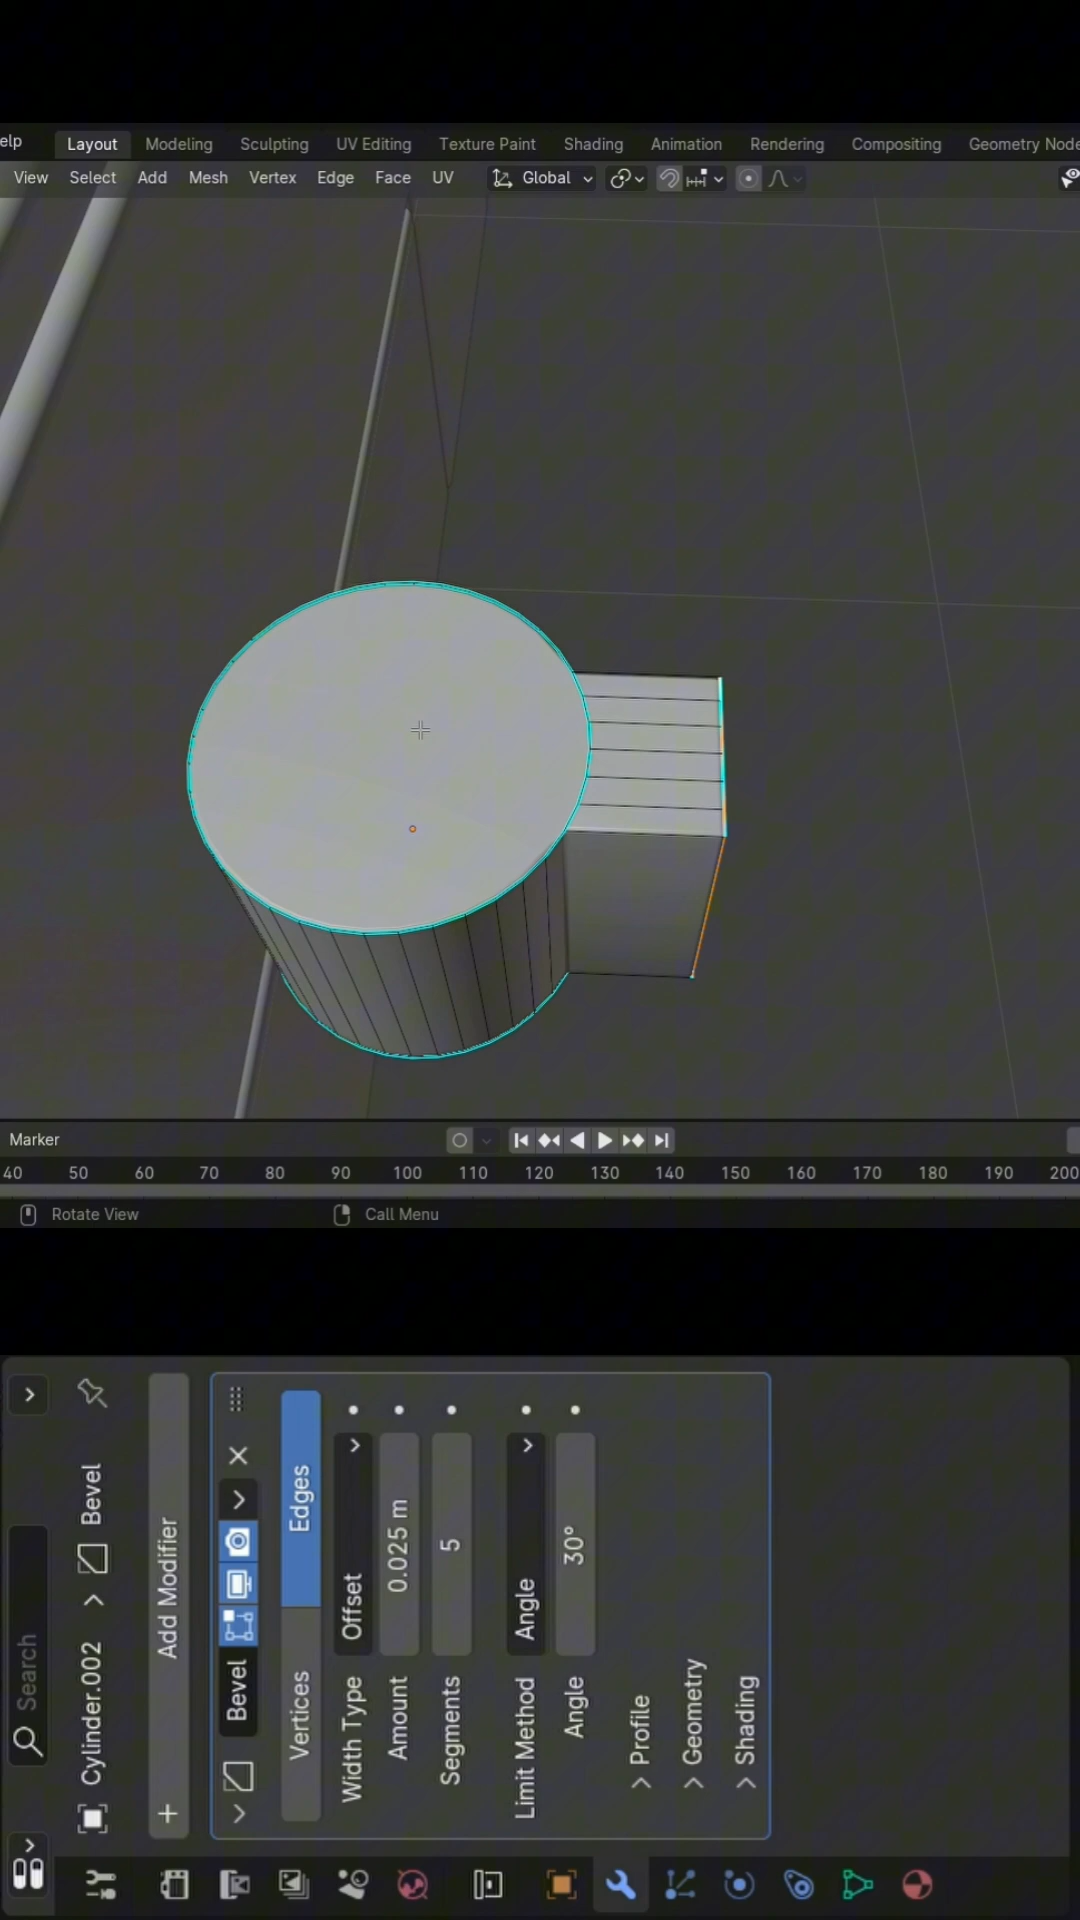 elp Layout Modeling Sculpting UV Editing Texture Paint Shading Animation Rendering Compositing Geometry Node
View Select Add Mesh Vertex Edge Face UV Global
Marker
40 50 60 70 80 90 100 110 120 130 140 150 160 170 180 190 200
Rotate View Call Menu
Search
Cylinder.002 > Bevel
+ Add Modifier
Bevel
Vertices Edges
Width Type Offset
Amount 0.025 m
Segments 5
Limit Method Angle
Angle 30°
> Profile
> Geometry
> Shading